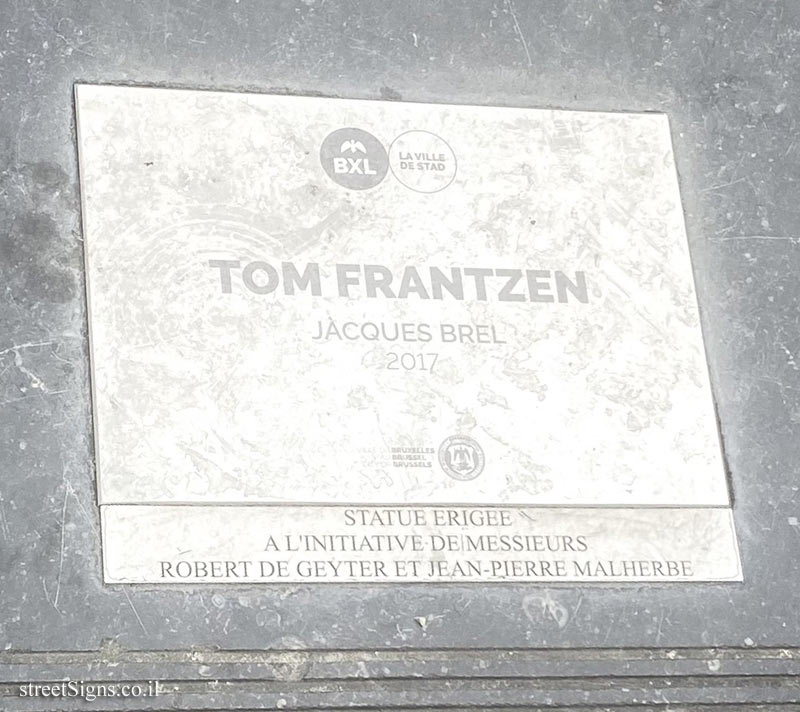 BXL
LA VILLE
DE STAD
TOM FRANTZEN
JACQUES BREL
2017
BRUXELLES
BRUSSEL
BRUSSELS
STATUE ERIGEE
A L'INITIATIVE DE MESSIEURS
ROBERT DE GEYTER ET JEAN-PIERRE MALHERBE
streetSigns.co.il